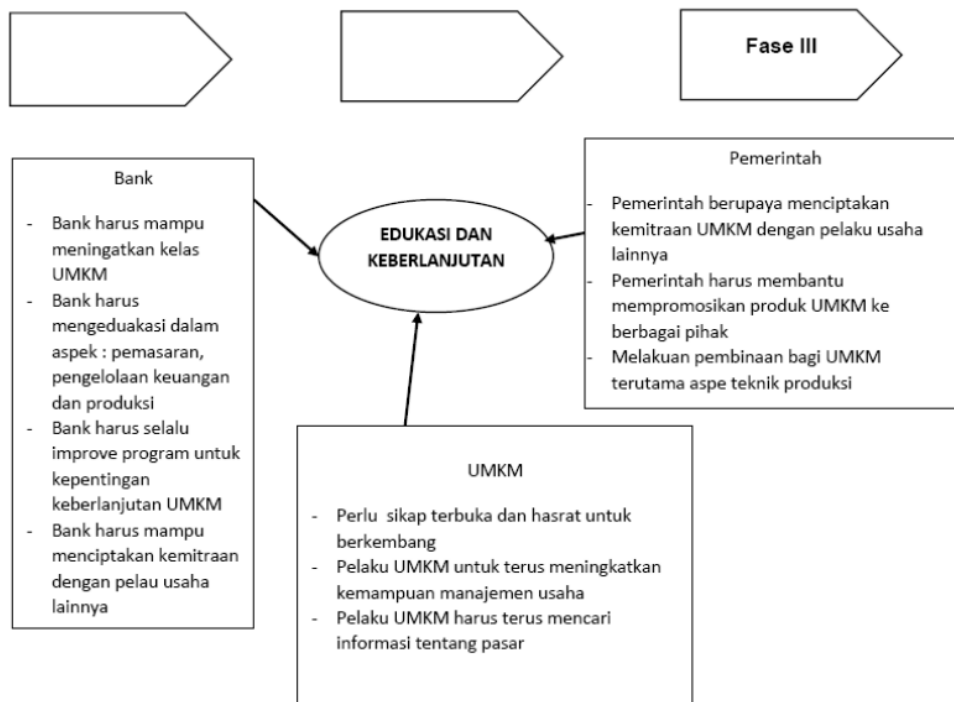 Fase III
Bank
- Bank harus mampu
meningatkan kelas
UMKM
- Bank harus
mengeduakasi dalam
aspek : pemasaran,
pengelolaan keuangan
dan produksi
- Bank harus selalu
improve program untuk
kepentingan
keberlanjutan UMKM
- Bank harus mampu
menciptakan kemitraan
dengan pelau usaha
lainnya
EDUKASI DAN
KEBERLANJUTAN
Pemerintah
- Pemerintah berupaya menciptakan
kemitraan UMKM dengan pelaku usaha
lainnya
- Pemerintah harus membantu
mempromosikan produk UMKM ke
berbagai pihak
- Melakuan pembinaan bagi UMKM
terutama aspe teknik produksi
UMKM
- Perlu sikap terbuka dan hasrat untuk
berkembang
- Pelaku UMKM untuk terus meningkatkan
kemampuan manajemen usaha
- Pelaku UMKM harus terus mencari
informasi tentang pasar